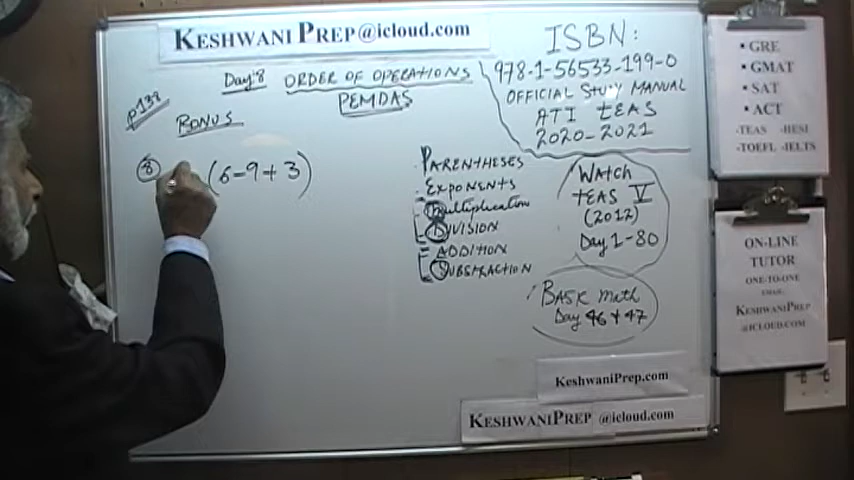 KESHWANI PREP@icloud.com
Day 8 ORDER OF OPERATIONS
PEMDAS
p138
BONUS
8 (6-9+3)
PARENTHESES
EXPONENTS
Multiplication
DIVISION
ADDITION
SUBSTRACTION
ISBN:
978-1-56533-199-0
OFFICIAL STUDY MANUAL
ATI tEAS
2020-2021
WATCH
tEAS V
(2012)
Day 1-80
BASIC Math
Day 46 + 47
KESHWANIPREP.com
KESHWANIPREP @icloud.com
• GRE
• GMAT
• SAT
• ACT
-TEAS -HESI
-TOEFL -IELTS
ON-LINE
TUTOR
ONE-TO-ONE
EMAIL:
KESHWANIPREP
@ICLOUD.COM